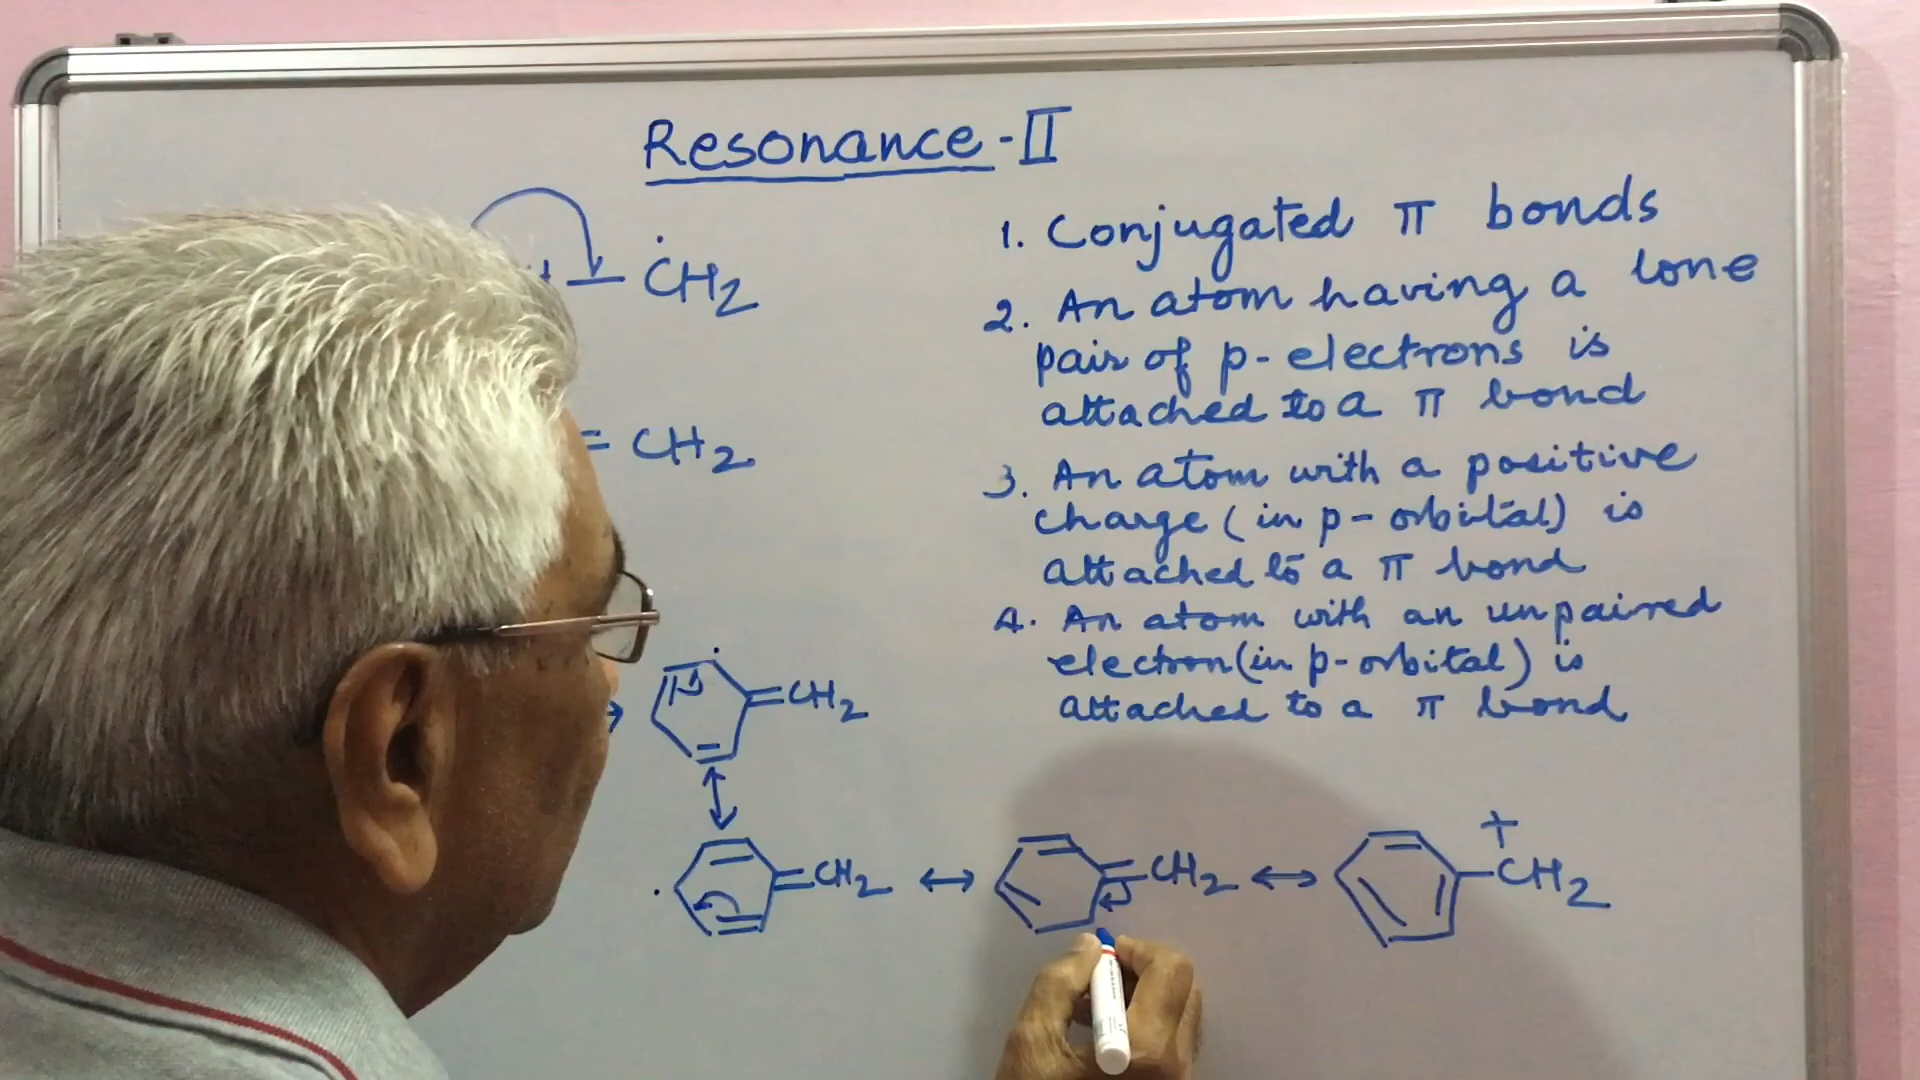 Resonance-II
ĊH2
= CH2
1. Conjugated π bonds
2. An atom having a lone
pair of p-electrons is
attached to a π bond
3. An atom with a positive
charge (in p-orbital) is
attached to a π bond
4. An atom with an unpaired
electron (in p-orbital) is
attached to a π bond
=CH2
=CH2 ↔ =CH2 ↔ +
-CH2